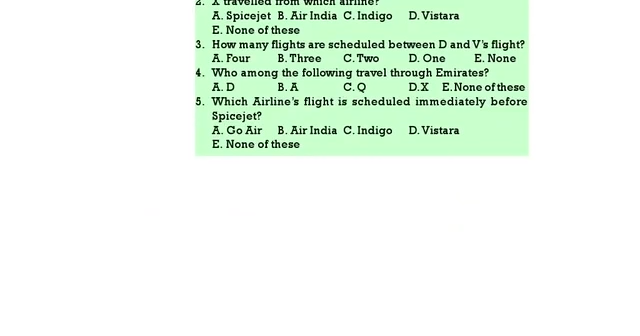 2. X travelled from which airline?
A. Spicejet B. Air India C. Indigo D. Vistara
E. None of these
3. How many flights are scheduled between D and V's flight?
A. Four B. Three C. Two D. One E. None
4. Who among the following travel through Emirates?
A. D B. A C. Q D. X E. None of these
5. Which Airline's flight is scheduled immediately before
Spicejet?
A. Go Air B. Air India C. Indigo D. Vistara
E. None of these